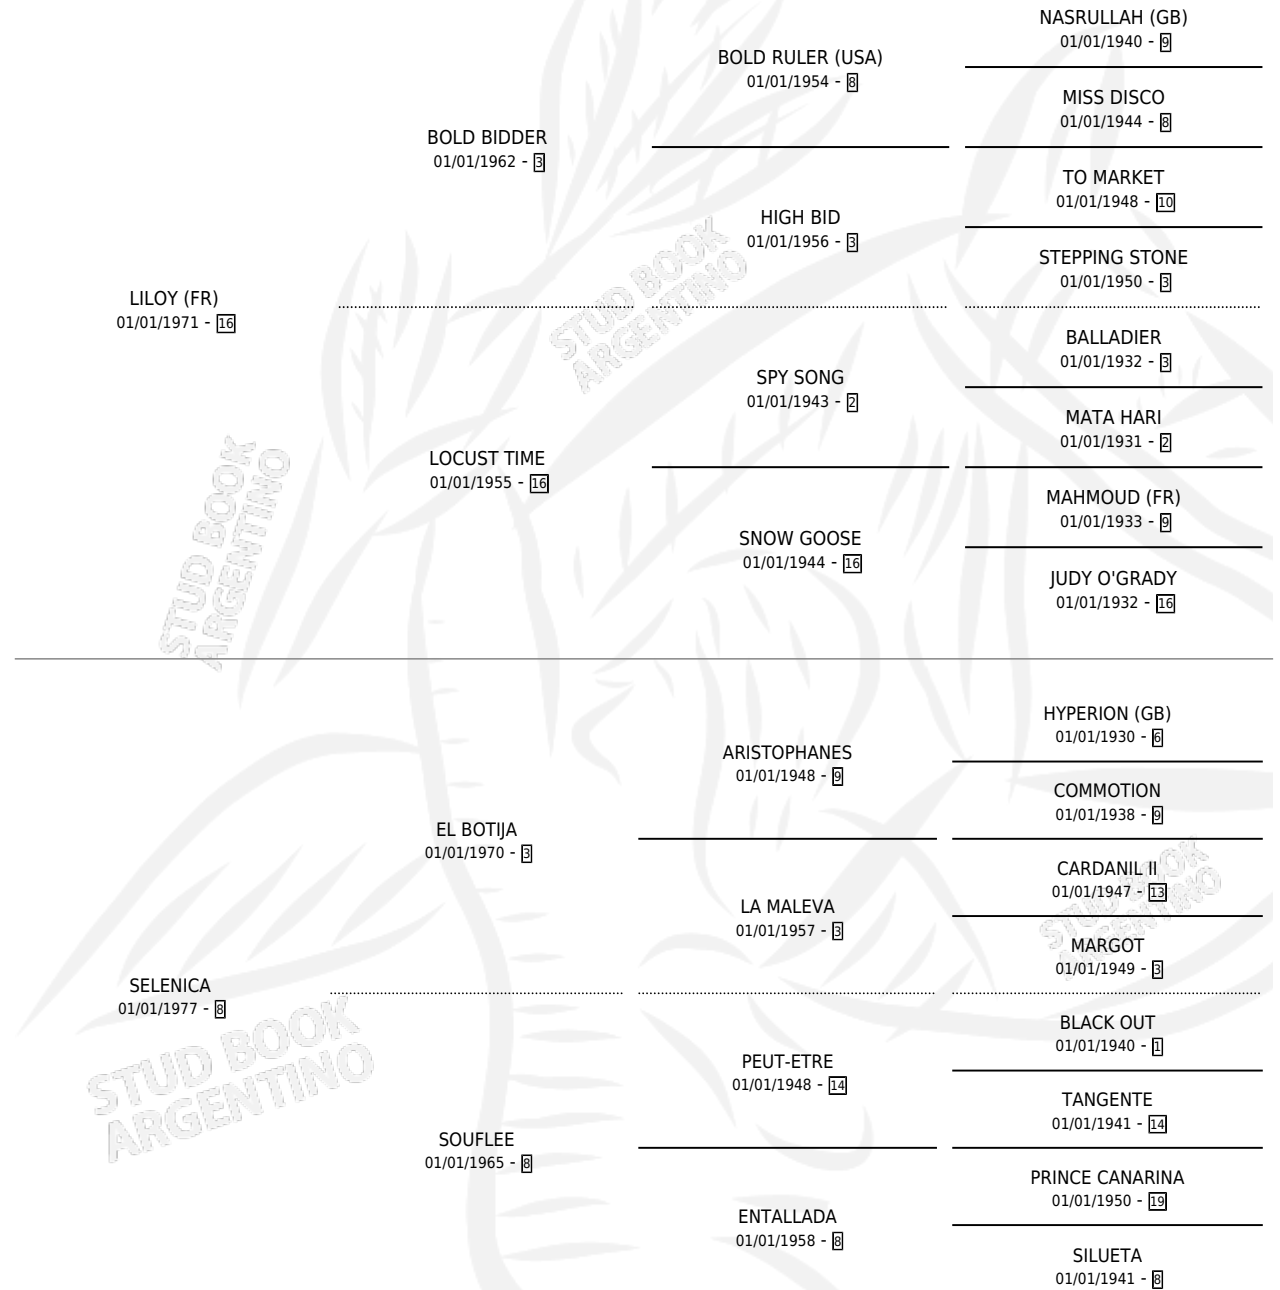 NASRULLAH (GB)
01/01/1940 - 9
BOLD RULER (USA)
01/01/1954 - 8
MISS DISCO
01/01/1944 - 8
BOLD BIDDER
01/01/1962 - 3
TO MARKET
01/01/1948 - 10
HIGH BID
01/01/1956 - 3
STEPPING STONE
01/01/1950 - 3
LILOY (FR)
01/01/1971 - 16
BALLADIER
01/01/1932 - 3
SPY SONG
01/01/1943 - 2
MATA HARI
01/01/1931 - 2
LOCUST TIME
01/01/1955 - 16
MAHMOUD (FR)
01/01/1933 - 9
SNOW GOOSE
01/01/1944 - 16
JUDY O'GRADY
01/01/1932 - 16
STUD BOOK
ARGENTINO
STUD BOOK
ARGENTINO
HYPERION (GB)
01/01/1930 - 6
ARISTOPHANES
01/01/1948 - 9
COMMOTION
01/01/1938 - 9
EL BOTIJA
01/01/1970 - 3
CARDANIL II
01/01/1947 - 13
LA MALEVA
01/01/1957 - 3
MARGOT
01/01/1949 - 3
STUD BOOK
ARGENTINO
SELENICA
01/01/1977 - 8
BLACK OUT
01/01/1940 - 1
PEUT-ETRE
01/01/1948 - 14
TANGENTE
01/01/1941 - 14
STUD BOOK
ARGENTINO
SOUFLEE
01/01/1965 - 8
PRINCE CANARINA
01/01/1950 - 19
ENTALLADA
01/01/1958 - 8
SILUETA
01/01/1941 - 8